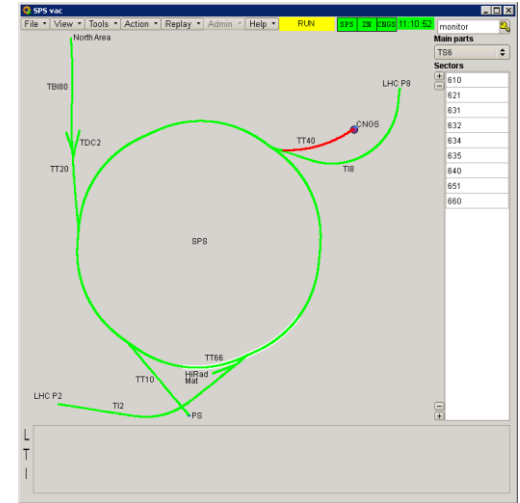 SPS vac
File View Tools Action Replay Admin Help RUN SPS ZN CNGS 11:10:52 monitor
Main parts
TS6
Sectors
610
621
631
632
634
635
640
651
660
North Area
TBI80
TDC2
TT20
LHC P8
CNGS
TT40
TI8
SPS
TT66
HiRad
Mat
TT10
LHC P2
TI2
PS
L
T
I